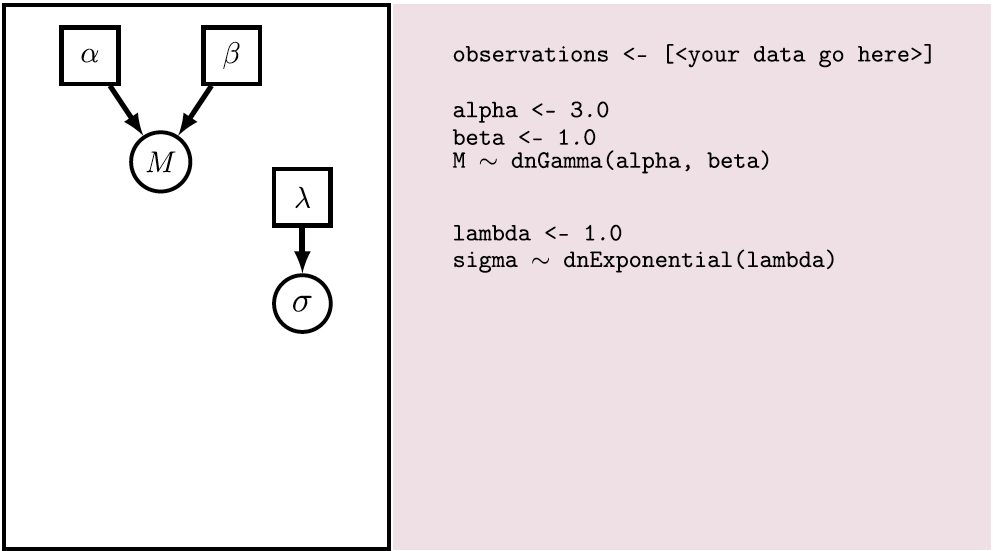 α
β
M
λ
σ
observations <- [<your data go here>]
alpha <- 3.0
beta <- 1.0
M ∼ dnGamma(alpha, beta)
lambda <- 1.0
sigma ∼ dnExponential(lambda)